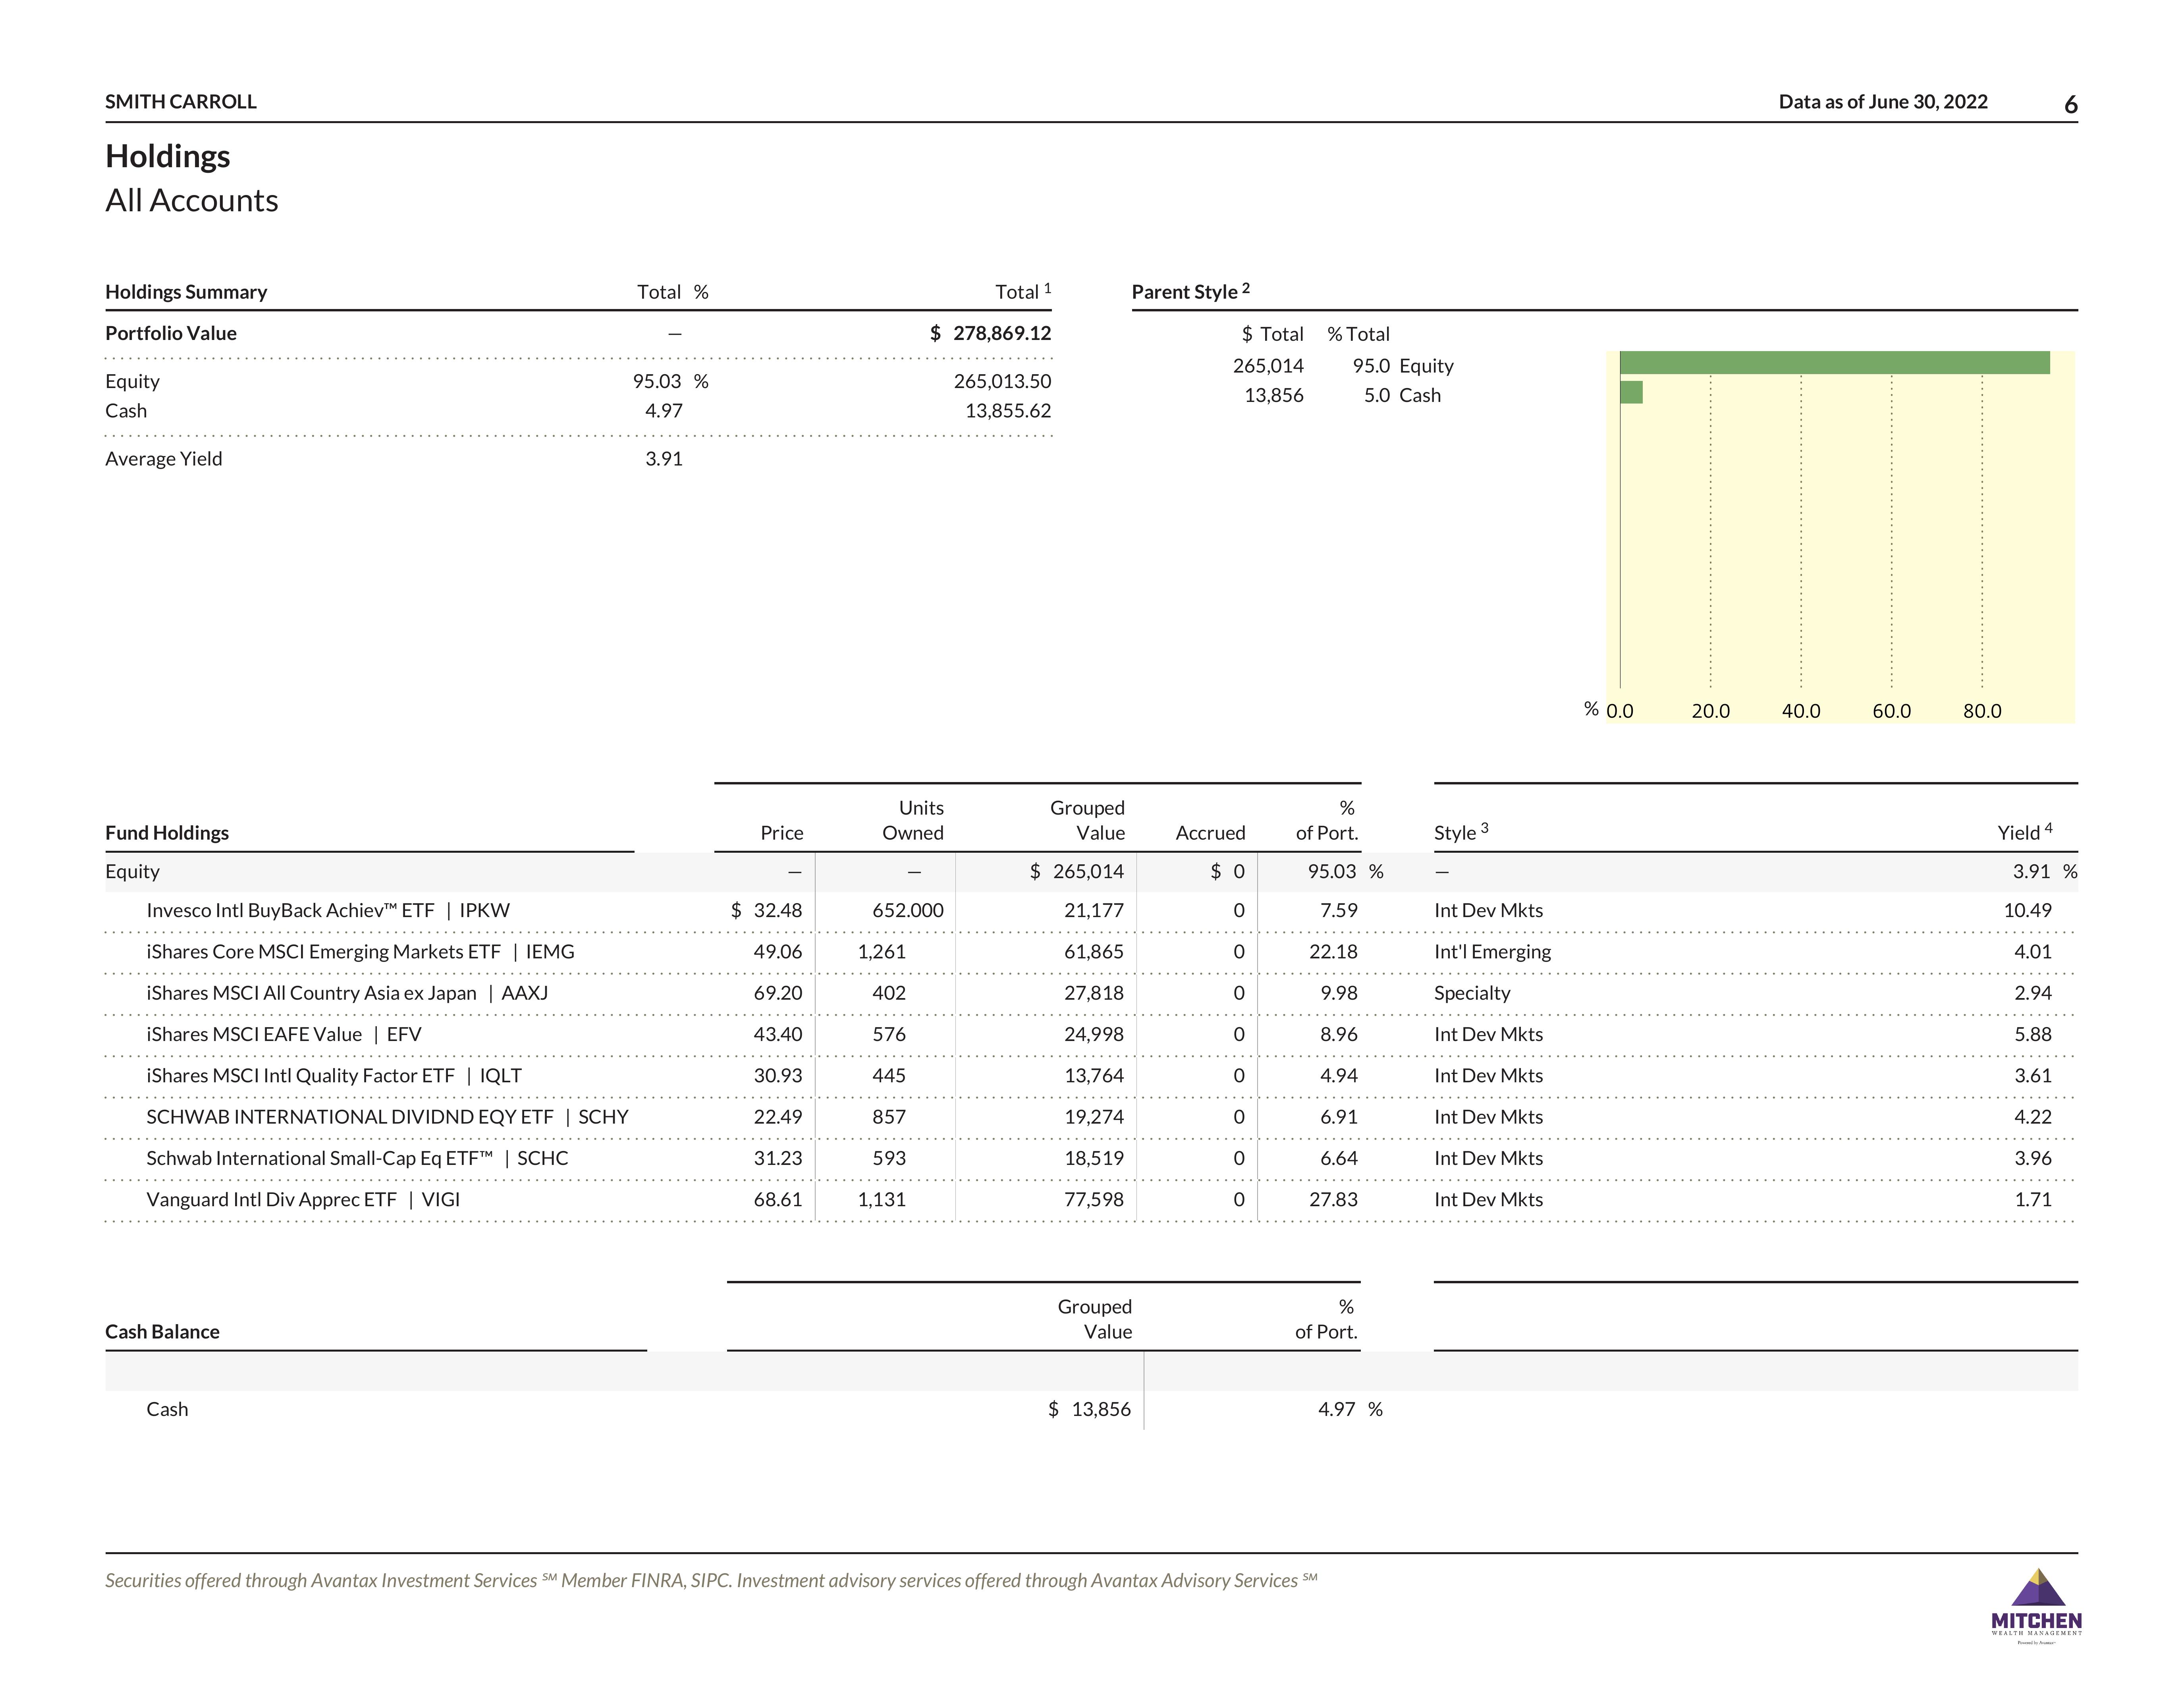 SMITH CARROLL Data as of June 30, 2022 6
Holdings
All Accounts
Holdings Summary Total % Total 1
Portfolio Value — $ 278,869.12
Equity 95.03 % 265,013.50
Cash 4.97 13,855.62
Average Yield 3.91
Parent Style 2
$ Total % Total
265,014 95.0 Equity
13,856 5.0 Cash
% 0.0 20.0 40.0 60.0 80.0
Units Grouped %
Fund Holdings Price Owned Value Accrued of Port. Style 3 Yield 4
Equity — — $ 265,014 $ 0 95.03 % — 3.91 %
Invesco Intl BuyBack Achiev™ ETF | IPKW $ 32.48 652.000 21,177 0 7.59 Int Dev Mkts 10.49
iShares Core MSCI Emerging Markets ETF | IEMG 49.06 1,261 61,865 0 22.18 Int'l Emerging 4.01
iShares MSCI All Country Asia ex Japan | AAXJ 69.20 402 27,818 0 9.98 Specialty 2.94
iShares MSCI EAFE Value | EFV 43.40 576 24,998 0 8.96 Int Dev Mkts 5.88
iShares MSCI Intl Quality Factor ETF | IQLT 30.93 445 13,764 0 4.94 Int Dev Mkts 3.61
SCHWAB INTERNATIONAL DIVIDND EQY ETF | SCHY 22.49 857 19,274 0 6.91 Int Dev Mkts 4.22
Schwab International Small-Cap Eq ETF™ | SCHC 31.23 593 18,519 0 6.64 Int Dev Mkts 3.96
Vanguard Intl Div Apprec ETF | VIGI 68.61 1,131 77,598 0 27.83 Int Dev Mkts 1.71
Grouped %
Cash Balance Value of Port.
Cash $ 13,856 4.97 %
Securities offered through Avantax Investment Services ℠ Member FINRA, SIPC. Investment advisory services offered through Avantax Advisory Services ℠
MITCHEN
WEALTH MANAGEMENT
Powered by Avantax